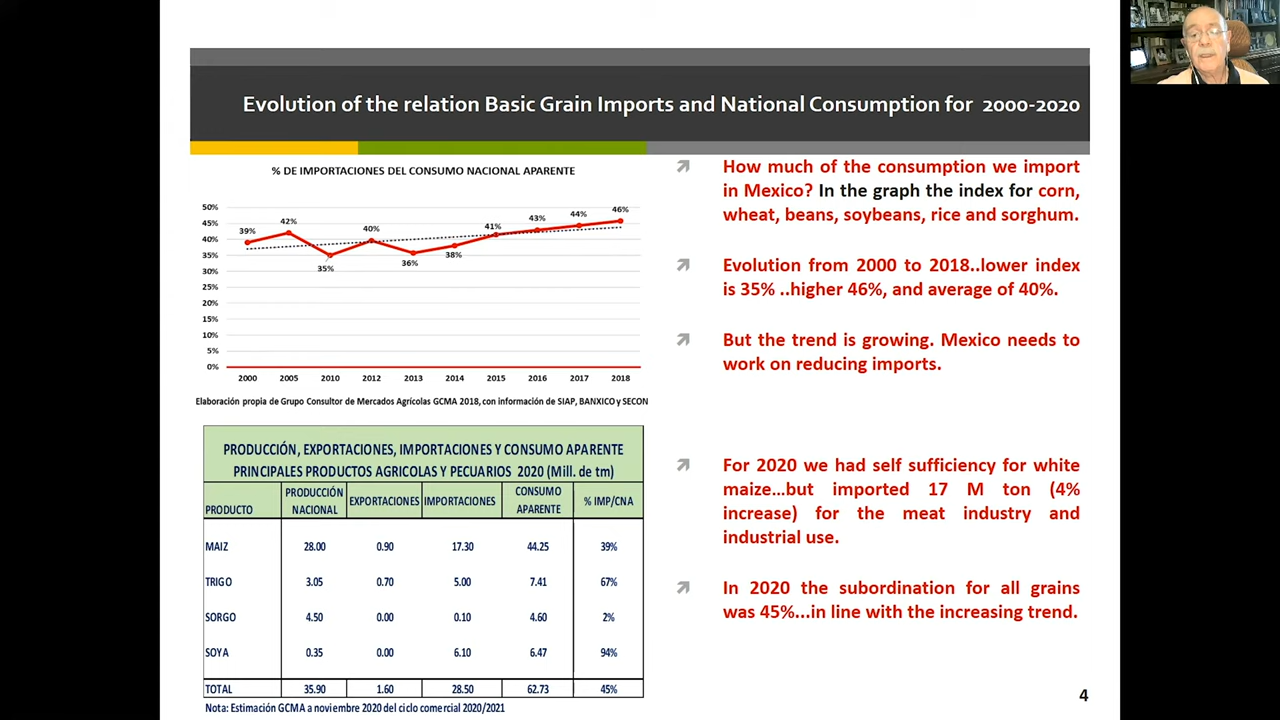 Evolution of the relation Basic Grain Imports and National Consumption for 2000-2020
% DE IMPORTACIONES DEL CONSUMO NACIONAL APARENTE
50%
45%
40%
35%
30%
25%
20%
15%
10%
5%
0%
39%
42%
35%
40%
36%
38%
41%
43%
44%
46%
2000 2005 2010 2012 2013 2014 2015 2016 2017 2018
Elaboración propia de Grupo Consultor de Mercados Agrícolas GCMA 2018, con información de SIAP, BANXICO y SECON
PRODUCCIÓN, EXPORTACIONES, IMPORTACIONES Y CONSUMO APARENTE
PRINCIPALES PRODUCTOS AGRICOLAS Y PECUARIOS 2020 (Mill. de tm)
PRODUCTO PRODUCCIÓN NACIONAL EXPORTACIONES IMPORTACIONES CONSUMO APARENTE % IMP/CNA
MAIZ 28.00 0.90 17.30 44.25 39%
TRIGO 3.05 0.70 5.00 7.41 67%
SORGO 4.50 0.00 0.10 4.60 2%
SOYA 0.35 0.00 6.10 6.47 94%
TOTAL 35.90 1.60 28.50 62.73 45%
Nota: Estimación GCMA a noviembre 2020 del ciclo comercial 2020/2021
How much of the consumption we import
in Mexico? In the graph the index for corn,
wheat, beans, soybeans, rice and sorghum.
Evolution from 2000 to 2018..lower index
is 35% ..higher 46%, and average of 40%.
But the trend is growing. Mexico needs to
work on reducing imports.
For 2020 we had self sufficiency for white
maize...but imported 17 M ton (4%
increase) for the meat industry and
industrial use.
In 2020 the subordination for all grains
was 45%...in line with the increasing trend.
4